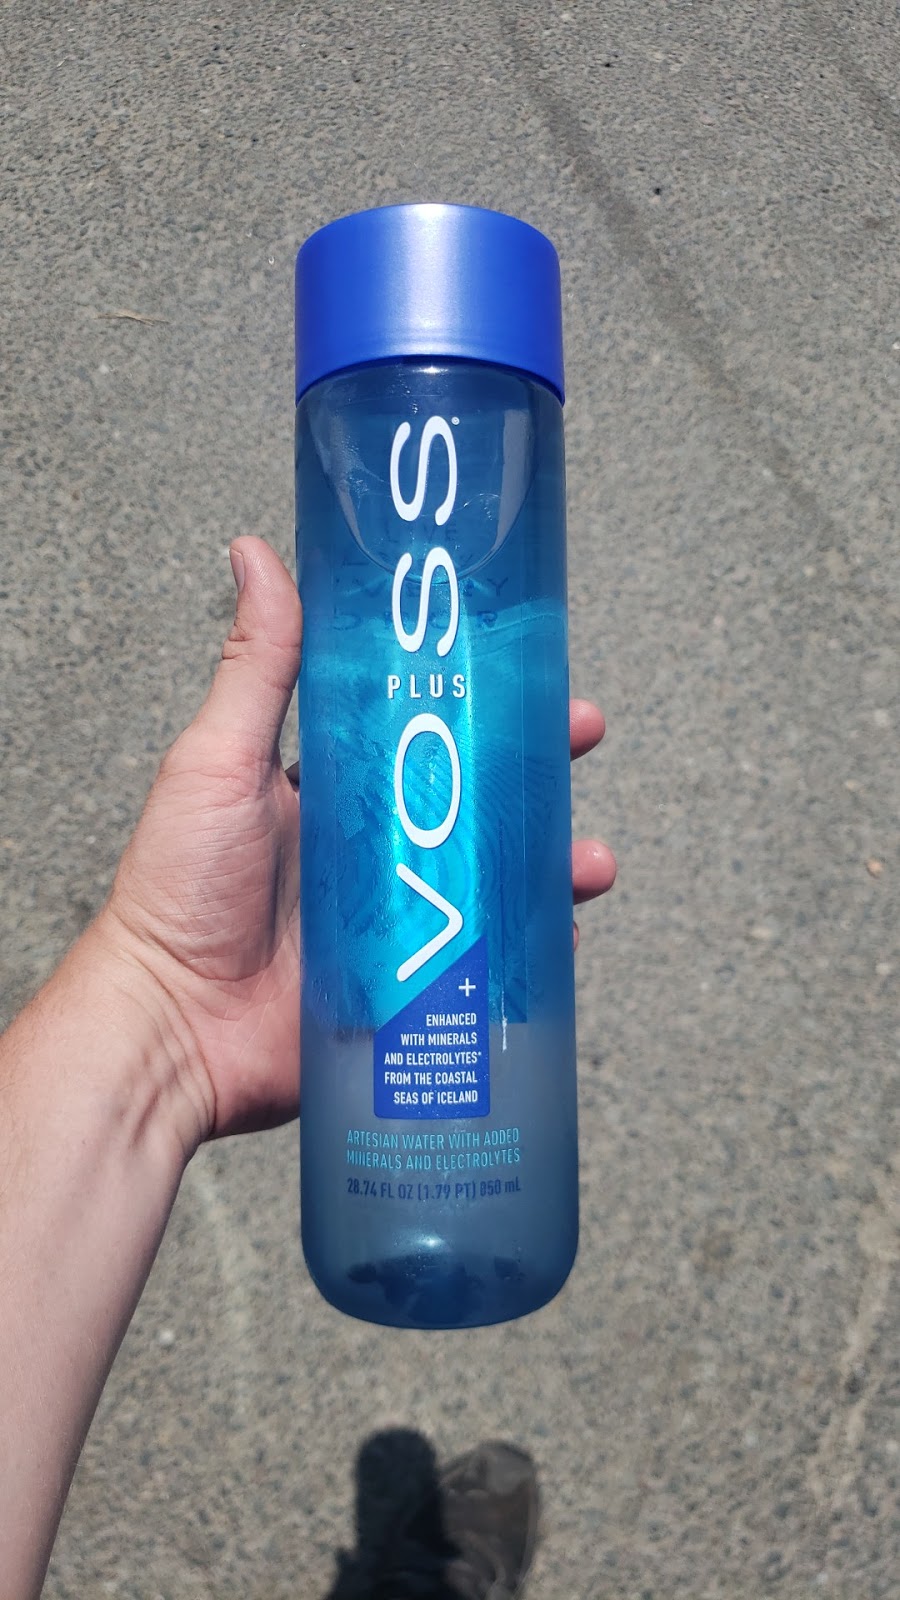 VOSS
PLUS
+
ENHANCED
WITH MINERALS
AND ELECTROLYTES*
FROM THE COASTAL
SEAS OF ICELAND
ARTESIAN WATER WITH ADDED
MINERALS AND ELECTROLYTES
28.74 FL OZ (1.79 PT) 850 mL